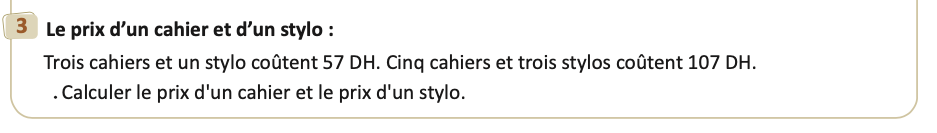 3 Le prix d’un cahier et d’un stylo :
Trois cahiers et un stylo coûtent 57 DH. Cinq cahiers et trois stylos coûtent 107 DH.
. Calculer le prix d'un cahier et le prix d'un stylo.